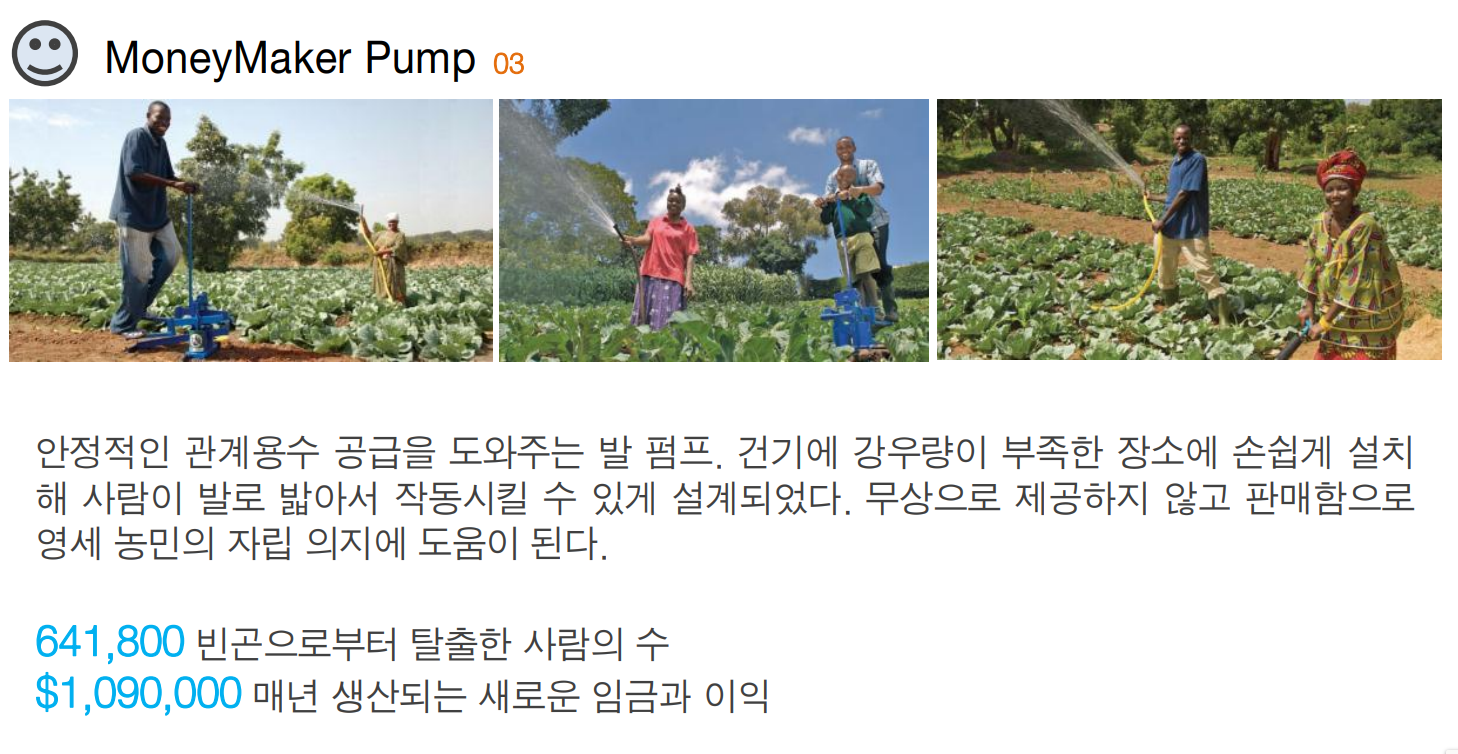 MoneyMaker Pump 03
안정적인 관계용수 공급을 도와주는 발 펌프. 건기에 강우량이 부족한 장소에 손쉽게 설치
해 사람이 발로 밟아서 작동시킬 수 있게 설계되었다. 무상으로 제공하지 않고 판매함으로
영세 농민의 자립 의지에 도움이 된다.
641,800 빈곤으로부터 탈출한 사람의 수
$1,090,000 매년 생산되는 새로운 임금과 이익